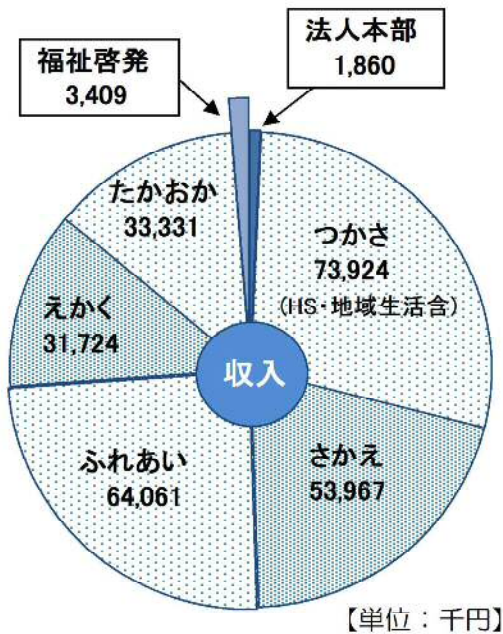 福祉啓発
3,409
法人本部
1,860
つかさ
73,924
(HS・地域生活含)
さかえ
53,967
ふれあい
64,061
えかく
31,724
たかおか
33,331
収入
【単位：千円】